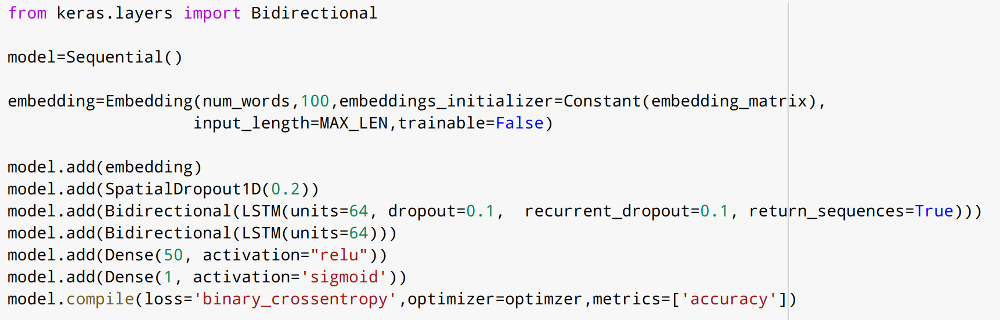 from keras.layers import Bidirectional
model=Sequential()
embedding=Embedding(num_words,100,embeddings_initializer=Constant(embedding_matrix),
input_length=MAX_LEN,trainable=False)
model.add(embedding)
model.add(SpatialDropout1D(0.2))
model.add(Bidirectional(LSTM(units=64, dropout=0.1,  recurrent_dropout=0.1, return_sequences=True)))
model.add(Bidirectional(LSTM(units=64)))
model.add(Dense(50, activation="relu"))
model.add(Dense(1, activation='sigmoid'))
model.compile(loss='binary_crossentropy',optimizer=optimzer,metrics=['accuracy'])